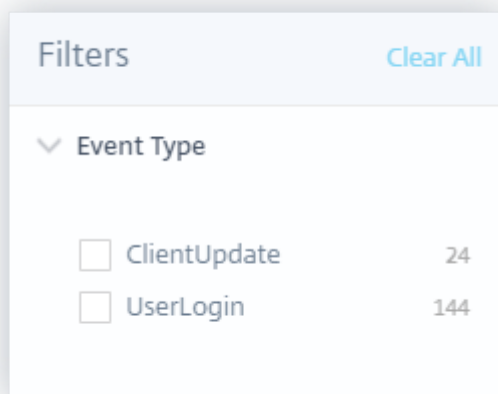 Filters Clear All
Event Type
ClientUpdate 24
UserLogin 144